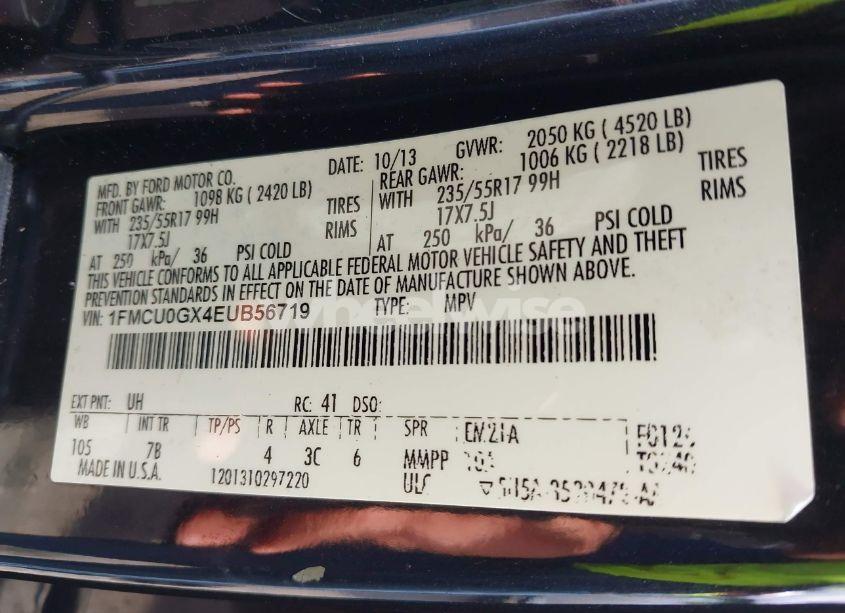 MFD. BY FORD MOTOR CO. DATE: 10/13 GVWR: 2050 KG ( 4520 LB)
FRONT GAWR: 1098 KG ( 2420 LB) REAR GAWR: 1006 KG ( 2218 LB)
WITH 235/55R17 99H TIRES WITH 235/55R17 99H TIRES
17X7.5J RIMS 17X7.5J RIMS
AT 250 kPa/ 36 PSI COLD AT 250 kPa/ 36 PSI COLD
THIS VEHICLE CONFORMS TO ALL APPLICABLE FEDERAL MOTOR VEHICLE SAFETY AND THEFT
PREVENTION STANDARDS IN EFFECT ON THE DATE OF MANUFACTURE SHOWN ABOVE.
VIN: 1FMCU0GX4EUB56719 TYPE: MPV
EXT PNT: UH RC: 41 DSO:
WB INT TR TP/PS R AXLE TR SPR
105 7B 4 3C 6 MMPP
MADE IN U.S.A. 1201310297220 ULC